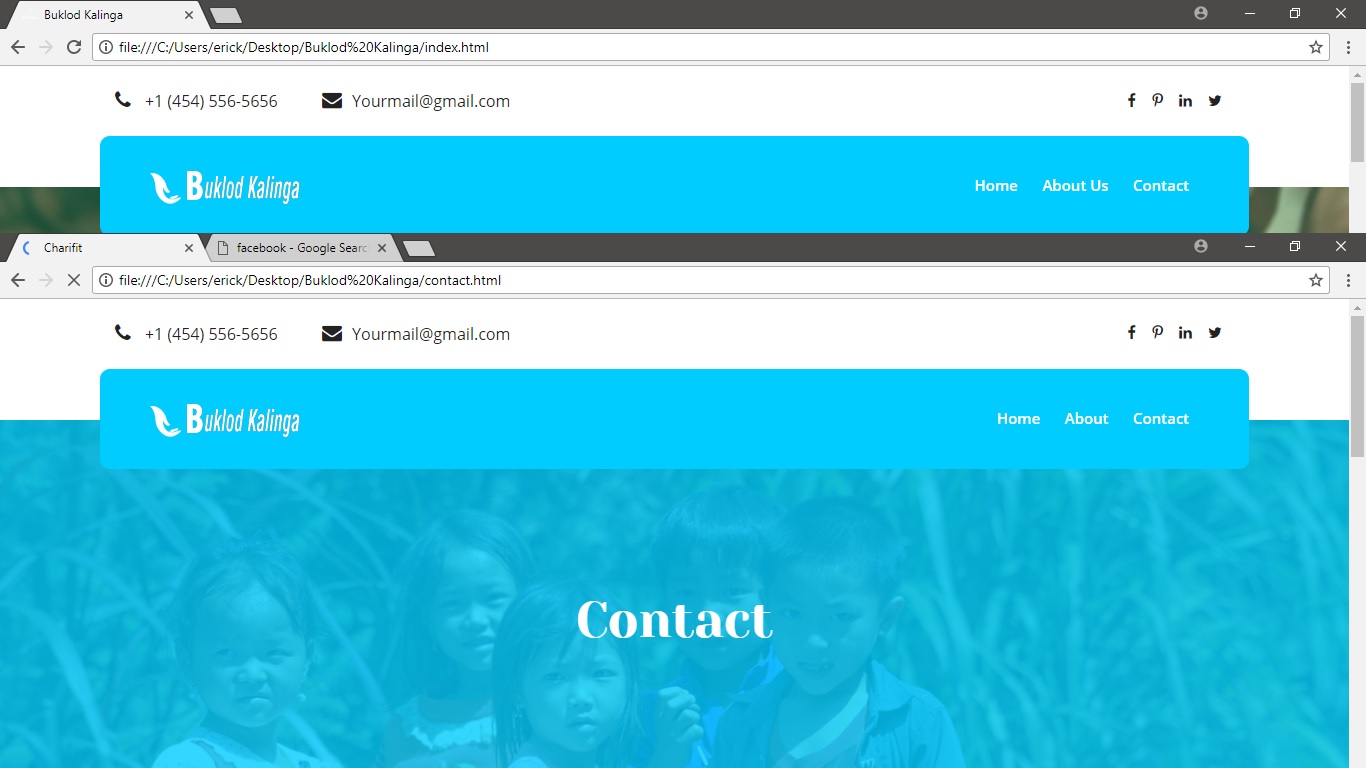 Buklod Kalinga
file:///C:/Users/erick/Desktop/Buklod%20Kalinga/index.html
+1 (454) 556-5656 Yourmail@gmail.com
Buklod Kalinga Home About Us Contact
Charifit facebook - Google Searc
file:///C:/Users/erick/Desktop/Buklod%20Kalinga/contact.html
+1 (454) 556-5656 Yourmail@gmail.com
Buklod Kalinga Home About Contact
Contact